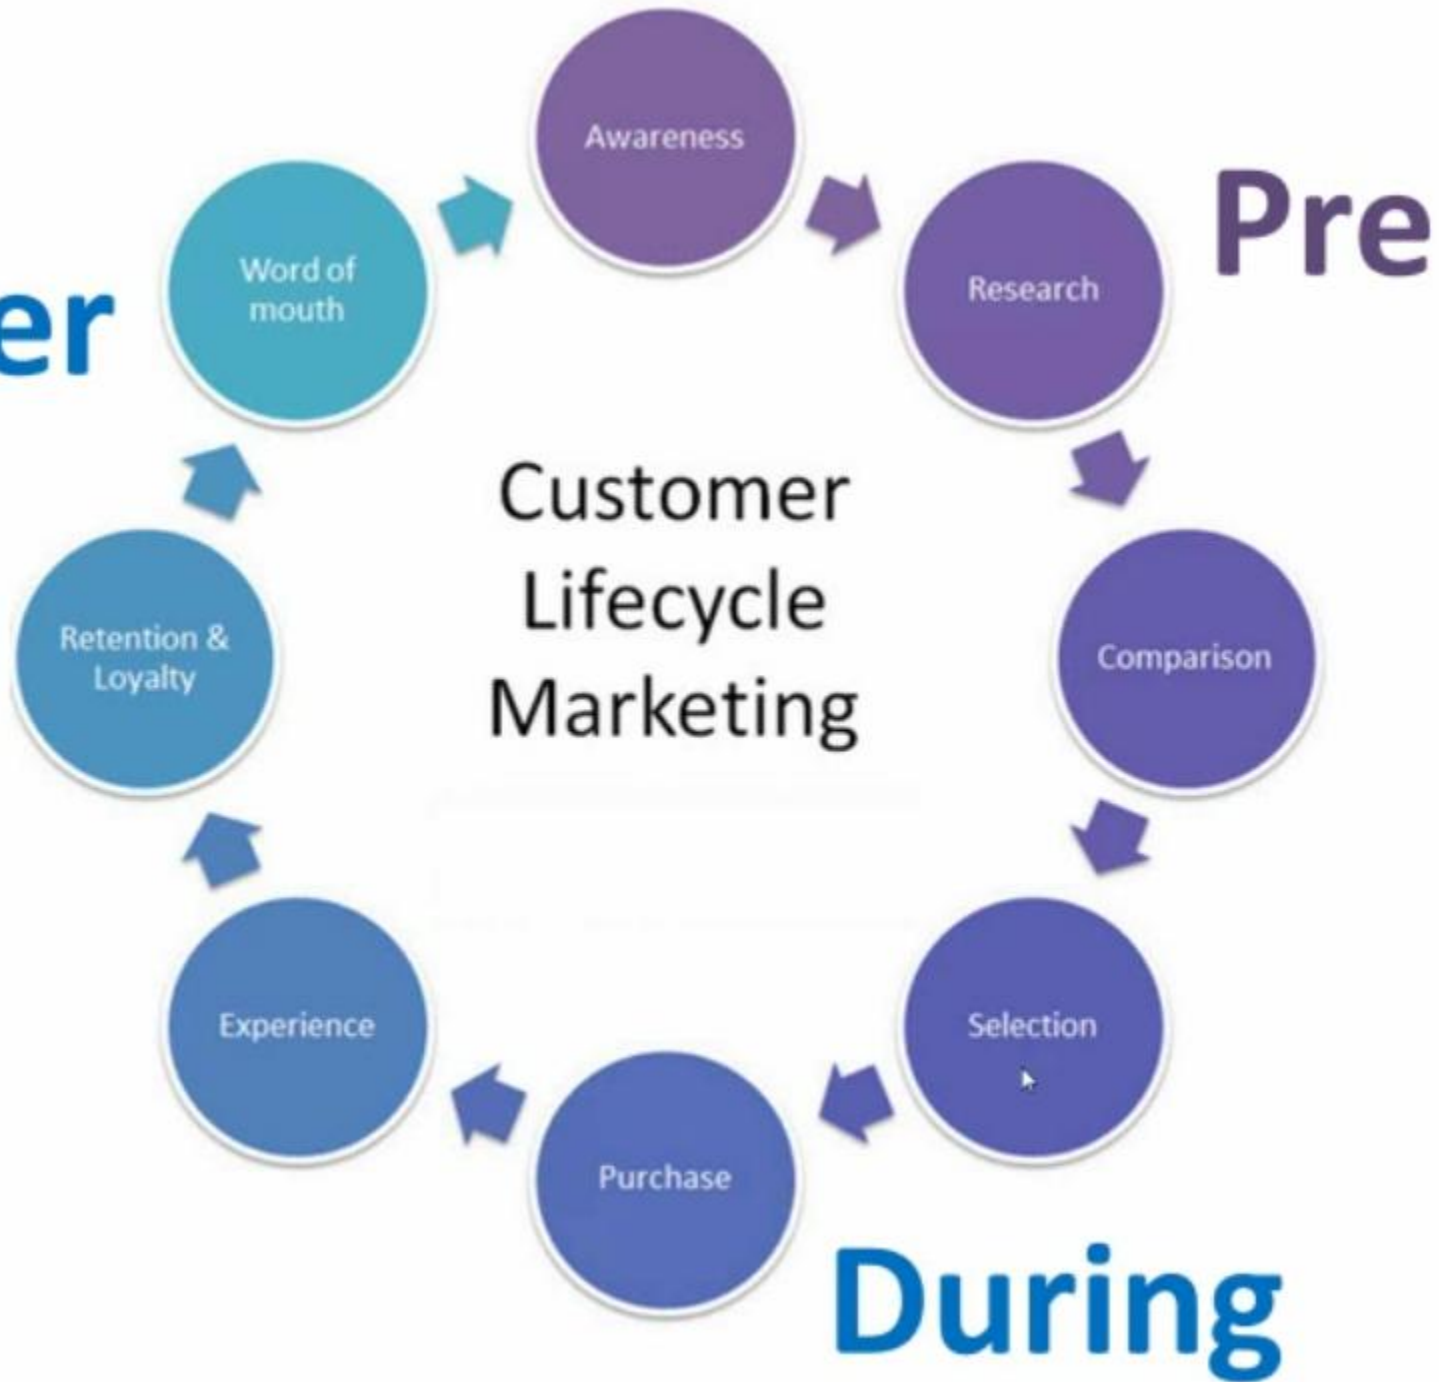 Awareness
Research
Pre
Comparison
Selection
During
Purchase
Experience
Retention &
Loyalty
er
Word of
mouth
Customer
Lifecycle
Marketing